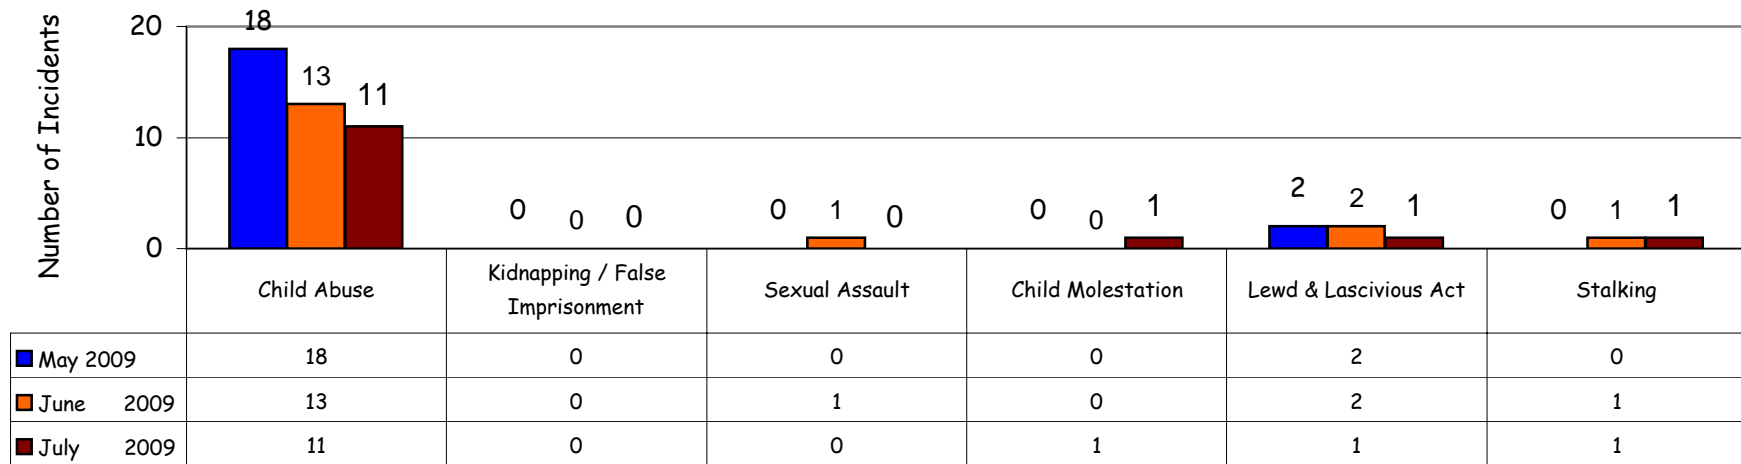 Number of Incidents
20
10
0
18
13
11
0
0
0
0
1
0
0
0
1
2
2
1
0
1
1
Child Abuse
Kidnapping / False
Imprisonment
Sexual Assault
Child Molestation
Lewd & Lascivious Act
Stalking
May 2009 18 0 0 0 2 0
June 2009 13 0 1 0 2 1
July 2009 11 0 0 1 1 1